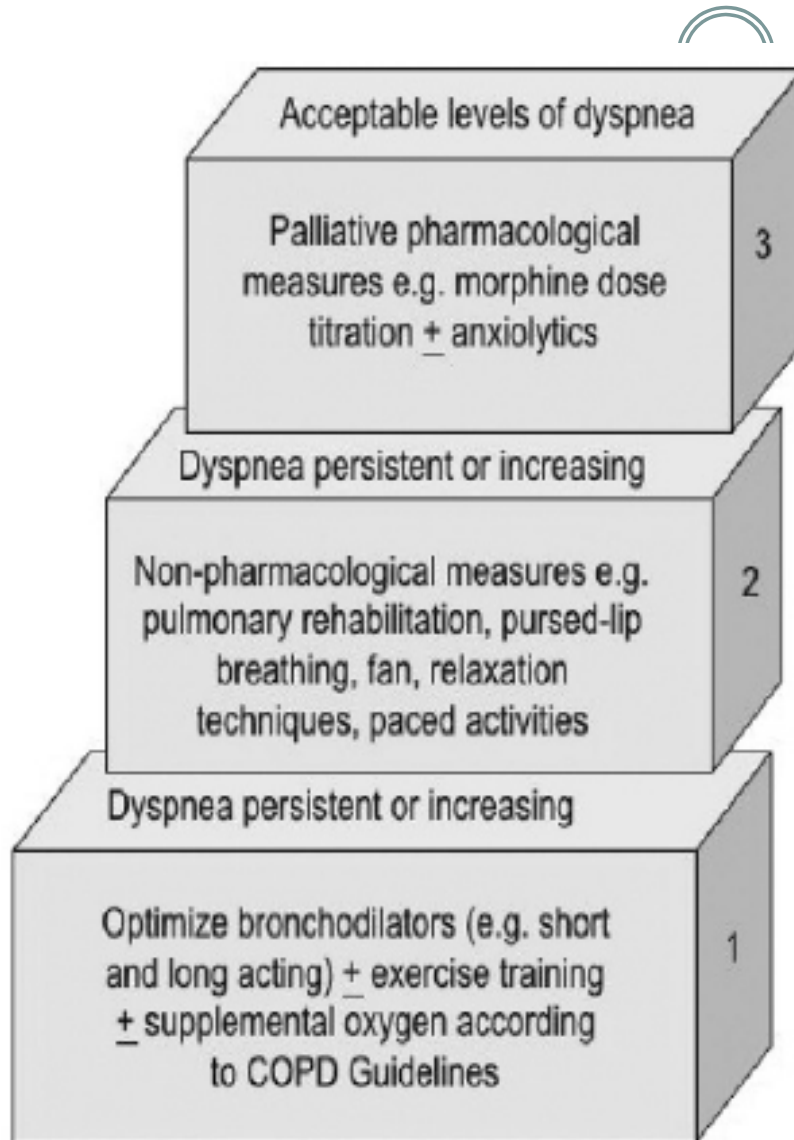 Acceptable levels of dyspnea
Palliative pharmacological
measures e.g. morphine dose
titration ± anxiolytics
3
Dyspnea persistent or increasing
Non-pharmacological measures e.g.
pulmonary rehabilitation, pursed-lip
breathing, fan, relaxation
techniques, paced activities
2
Dyspnea persistent or increasing
Optimize bronchodilators (e.g. short
and long acting) ± exercise training
± supplemental oxygen according
to COPD Guidelines
1